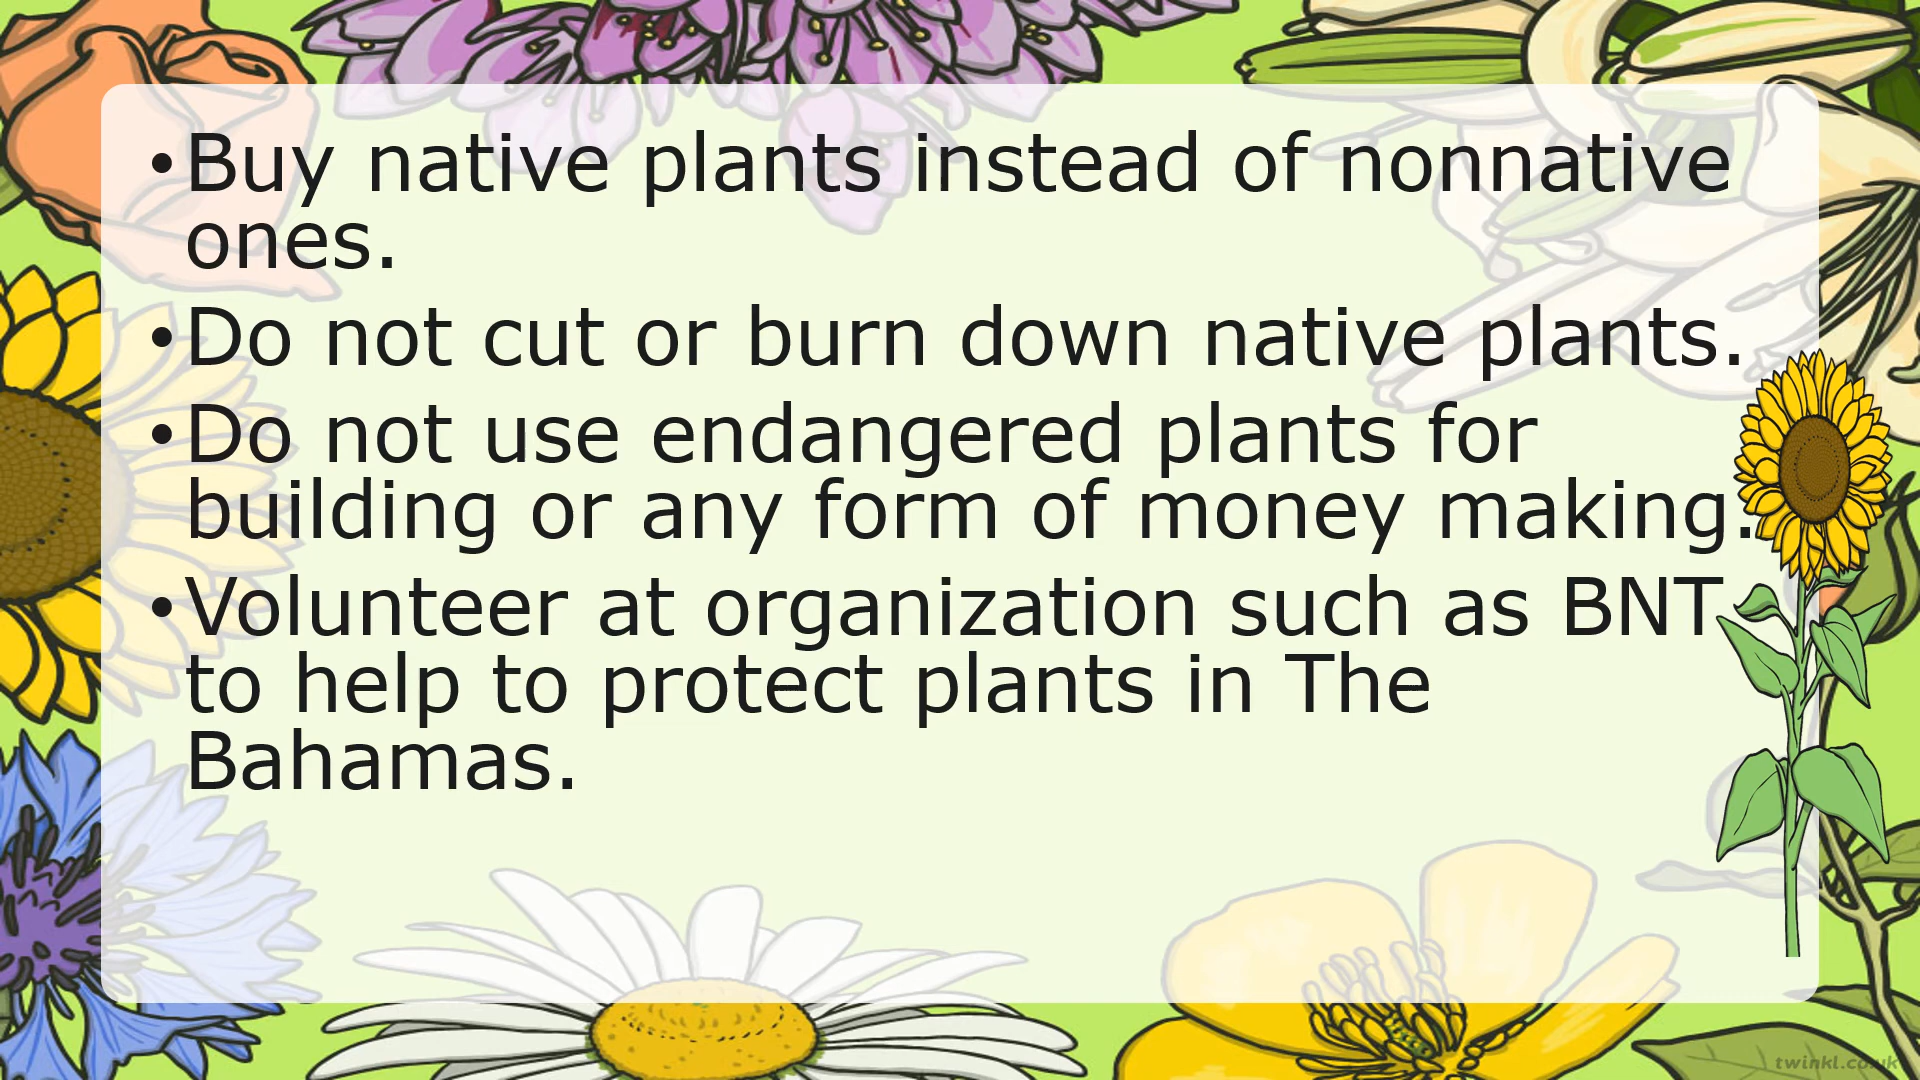 •Buy native plants instead of nonnative
ones.
•Do not cut or burn down native plants.
•Do not use endangered plants for
building or any form of money making.
•Volunteer at organization such as BNT
to help to protect plants in The
Bahamas.
twinkl.co.uk